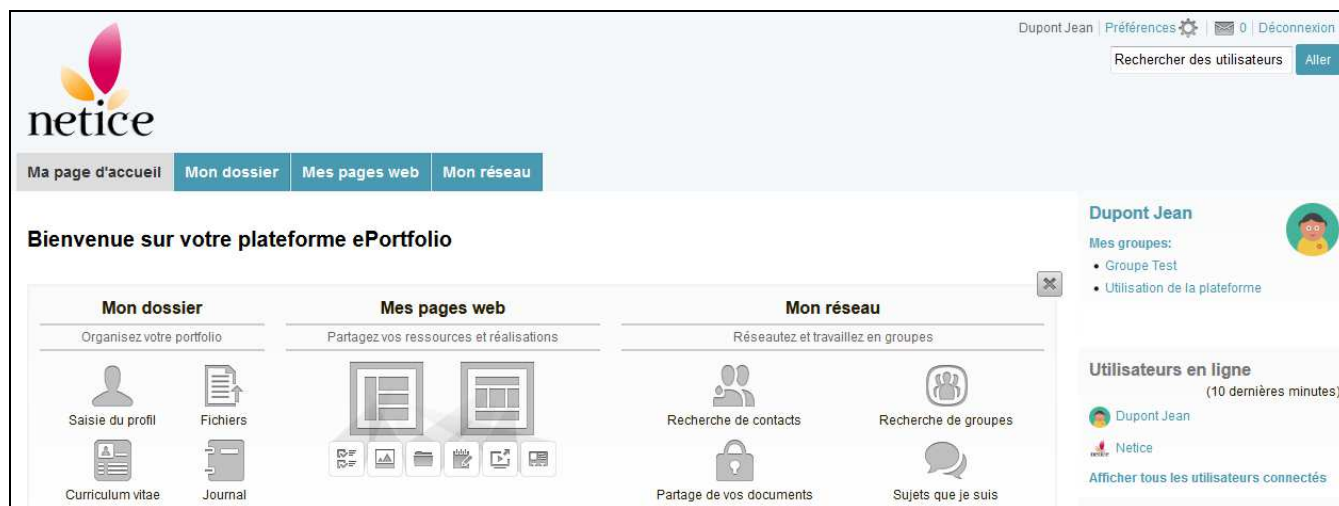 Dupont Jean | Préférences | 0 | Déconnexion
Rechercher des utilisateurs Aller
netice
Ma page d'accueil Mon dossier Mes pages web Mon réseau
Bienvenue sur votre plateforme ePortfolio
Mon dossier
Organisez votre portfolio
Saisie du profil Fichiers
Curriculum vitae Journal
Mes pages web
Partagez vos ressources et réalisations
Mon réseau
Réseautez et travaillez en groupes
Recherche de contacts Recherche de groupes
Partage de vos documents Sujets que je suis
Dupont Jean
Mes groupes:
• Groupe Test
• Utilisation de la plateforme
Utilisateurs en ligne
(10 dernières minutes)
Dupont Jean
netice Netice
Afficher tous les utilisateurs connectés